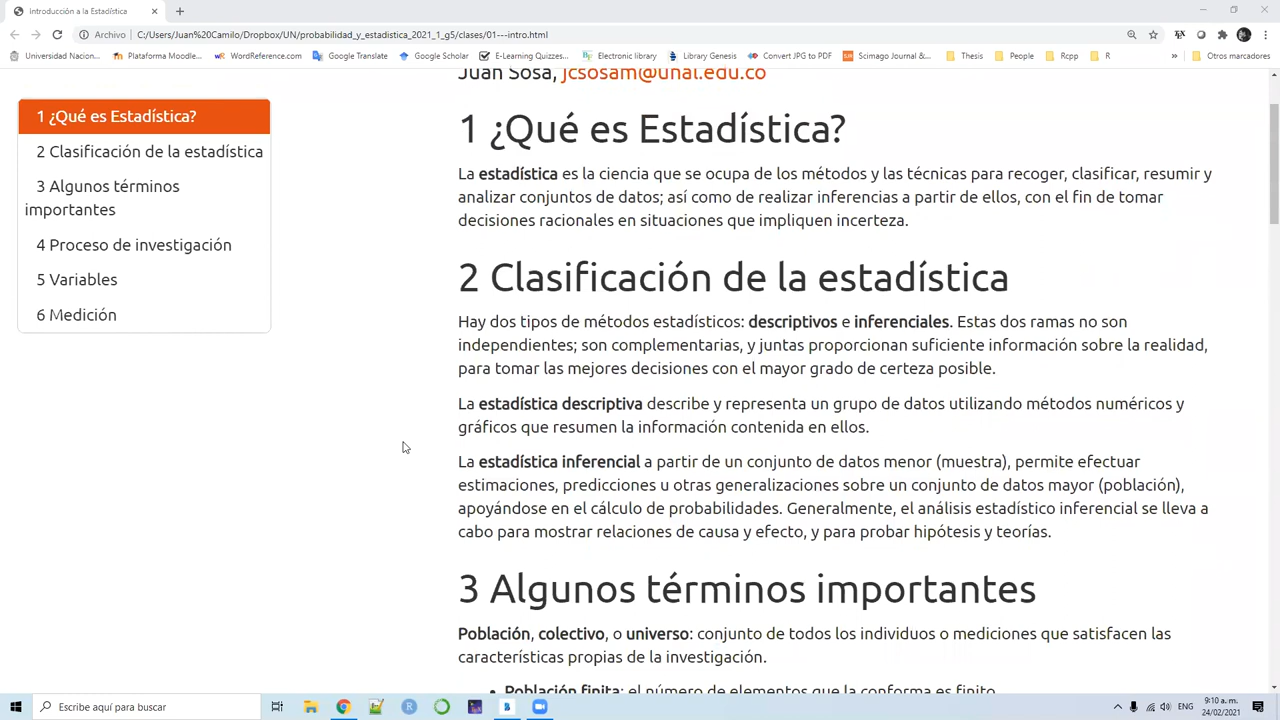 Introducción a la Estadística
Archivo | C:/Users/Juan%20Camilo/Dropbox/UN/probabilidad_y_estadistica_2021_1_g5/clases/01---intro.html
Universidad Nacion... Plataforma Moodle... WordReference.com Google Translate Google Scholar E-Learning Quizzes... Electronic library Library Genesis Convert JPG to PDF Scimago Journal &... Thesis People Rcpp R » Otros marcadores
Juan Sosa, jcsosam@unal.edu.co
1 ¿Qué es Estadística?
2 Clasificación de la estadística
3 Algunos términos
importantes
4 Proceso de investigación
5 Variables
6 Medición
1 ¿Qué es Estadística?
La estadística es la ciencia que se ocupa de los métodos y las técnicas para recoger, clasificar, resumir y
analizar conjuntos de datos; así como de realizar inferencias a partir de ellos, con el fin de tomar
decisiones racionales en situaciones que impliquen incerteza.
2 Clasificación de la estadística
Hay dos tipos de métodos estadísticos: descriptivos e inferenciales. Estas dos ramas no son
independientes; son complementarias, y juntas proporcionan suficiente información sobre la realidad,
para tomar las mejores decisiones con el mayor grado de certeza posible.
La estadística descriptiva describe y representa un grupo de datos utilizando métodos numéricos y
gráficos que resumen la información contenida en ellos.
La estadística inferencial a partir de un conjunto de datos menor (muestra), permite efectuar
estimaciones, predicciones u otras generalizaciones sobre un conjunto de datos mayor (población),
apoyándose en el cálculo de probabilidades. Generalmente, el análisis estadístico inferencial se lleva a
cabo para mostrar relaciones de causa y efecto, y para probar hipótesis y teorías.
3 Algunos términos importantes
Población, colectivo, o universo: conjunto de todos los individuos o mediciones que satisfacen las
características propias de la investigación.
• Población finita: el número de elementos que la conforma es finito
Escribe aquí para buscar
ENG
9:10 a. m.
24/02/2021